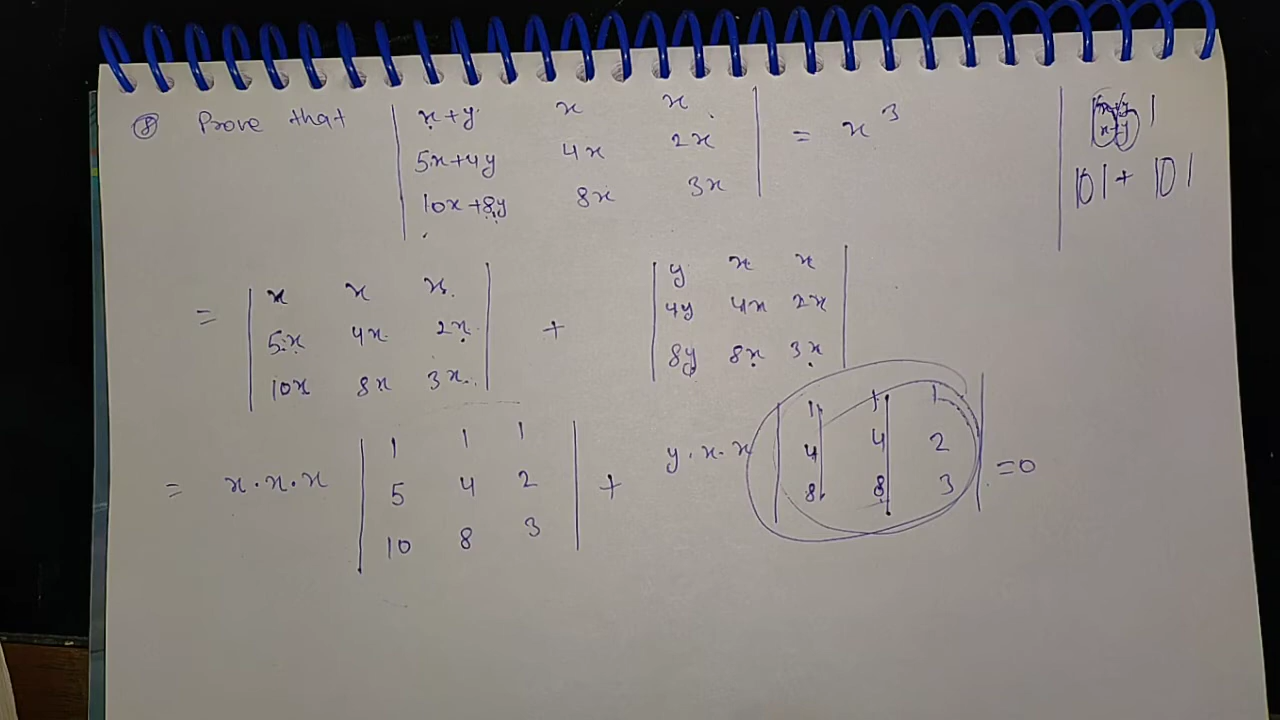 ⑧ Prove that | x+y x x | = x³
| 5x+4y 4x 2x |
| 10x+8y 8x 3x |
|0| + |0|
= | x x x | + | y x x |
| 5x 4x 2x | | 4y 4x 2x |
| 10x 8x 3x | | 8y 8x 3x |
= x·x·x | 1 1 1 | + y·x·x | 1 1 1 | = 0
| 5 4 2 | | 4 4 2 |
| 10 8 3 | | 8 8 3 |